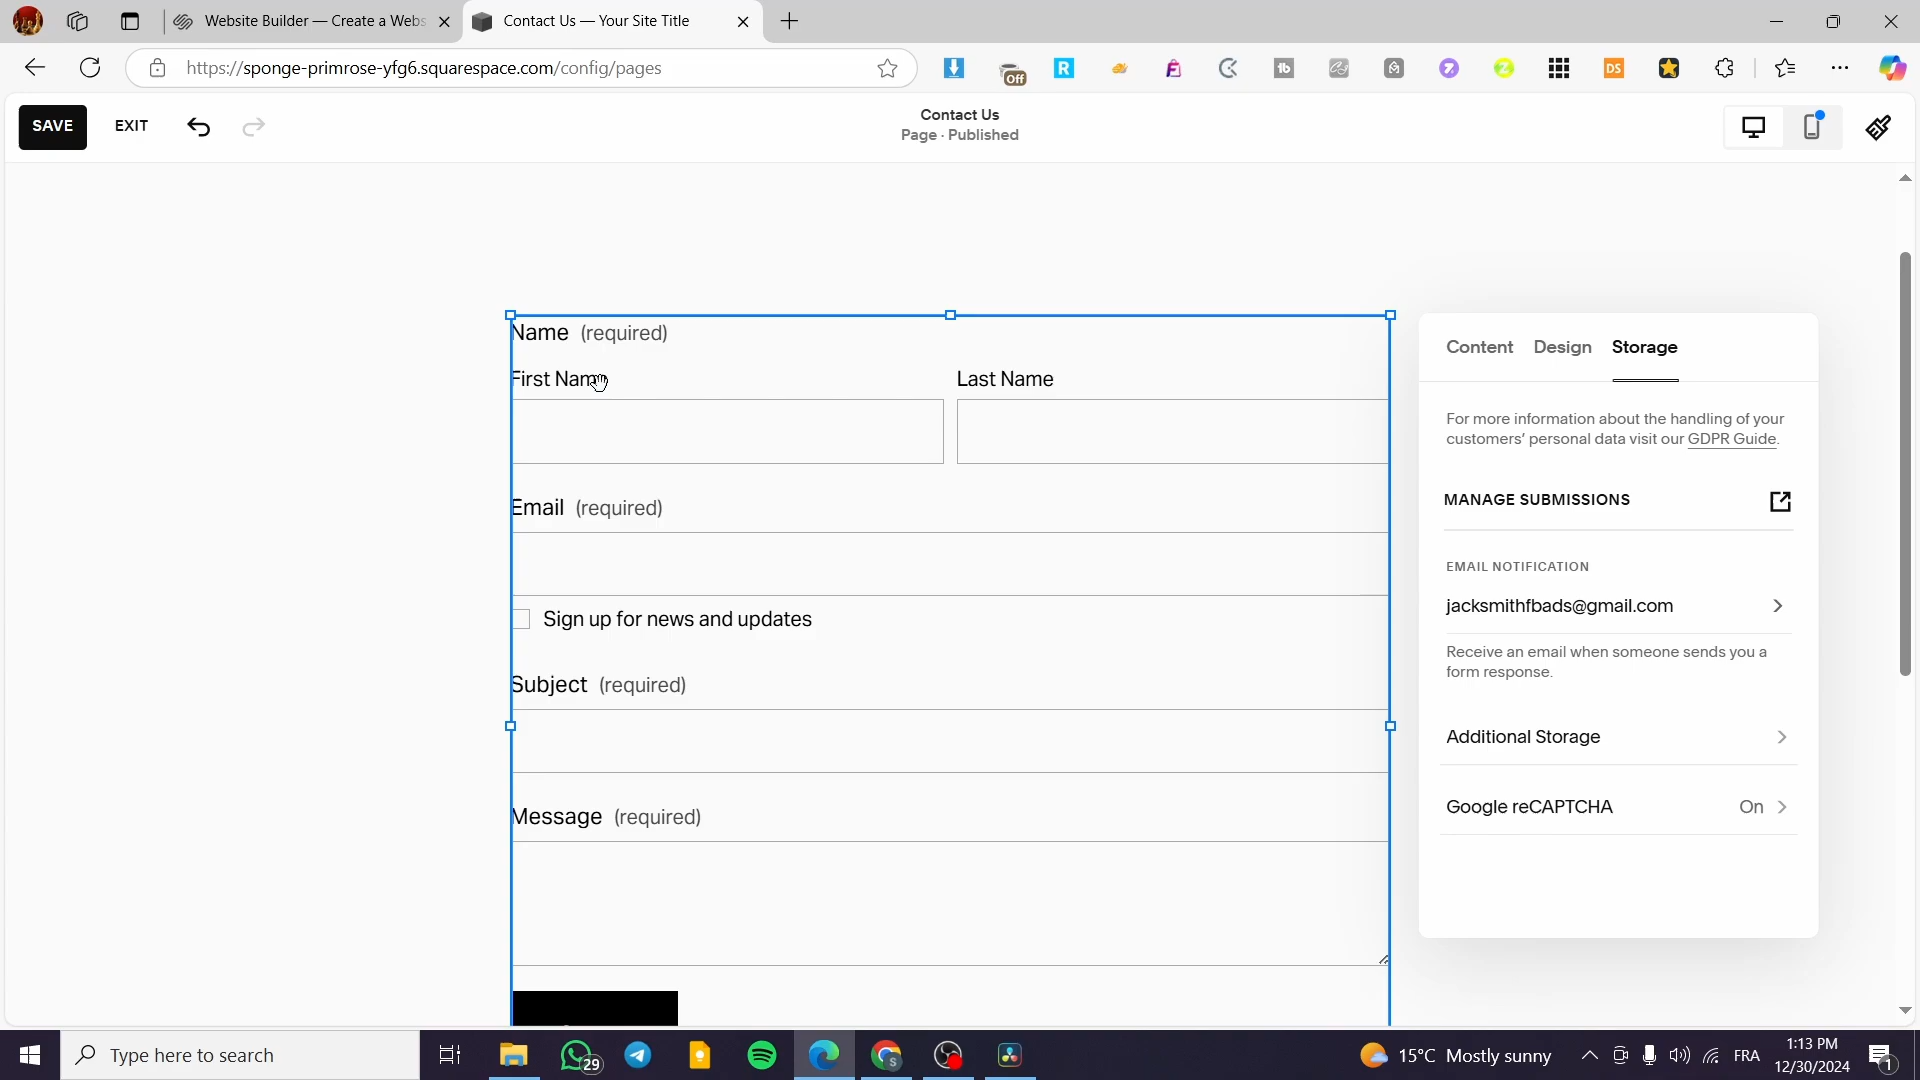 Website Builder — Create a Webs
Contact Us — Your Site Title
https://sponge-primrose-yfg6.squarespace.com/config/pages
Off
R
tb
DS
SAVE
EXIT
Contact Us
Page · Published
Name (required)
First Name
Last Name
Email (required)
Sign up for news and updates
Subject (required)
Message (required)
Content
Design
Storage
For more information about the handling of your
customers' personal data visit our GDPR Guide.
MANAGE SUBMISSIONS
EMAIL NOTIFICATION
jacksmithfbads@gmail.com
Receive an email when someone sends you a
form response.
Additional Storage
Google reCAPTCHA
On
Type here to search
29
S
15°C Mostly sunny
FRA
1:13 PM
12/30/2024
1